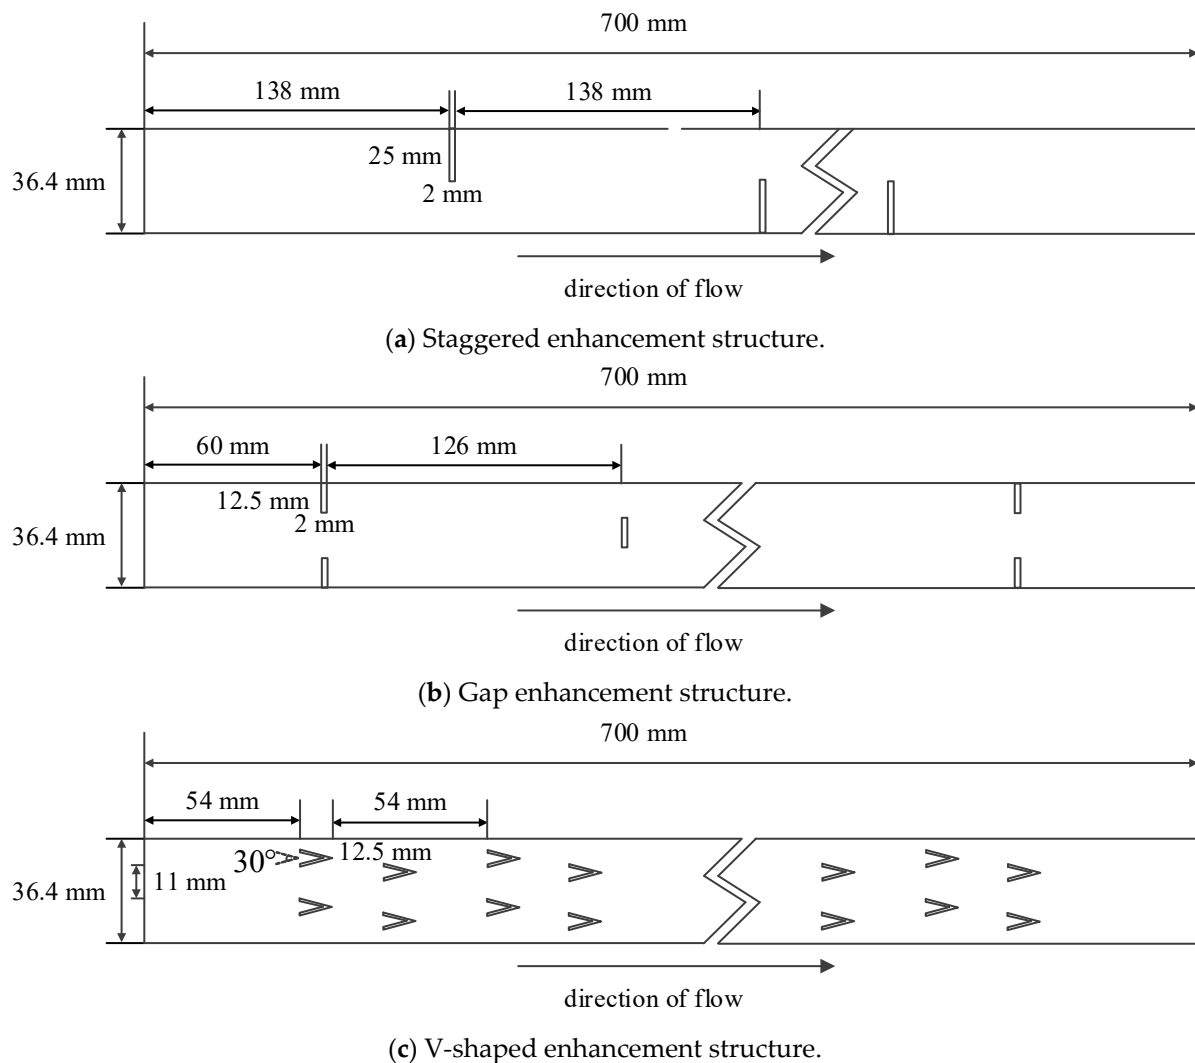 700 mm
138 mm 138 mm
25 mm
36.4 mm
2 mm
direction of flow
(a) Staggered enhancement structure.
700 mm
60 mm 126 mm
12.5 mm
2 mm
36.4 mm
direction of flow
(b) Gap enhancement structure.
700 mm
54 mm 54 mm
30° 12.5 mm
36.4 mm 11 mm
direction of flow
(c) V-shaped enhancement structure.